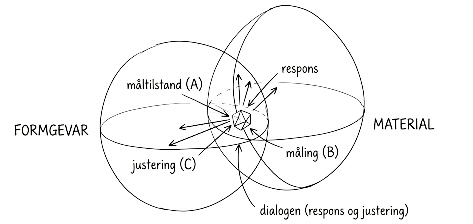 respons
måltilstand (A)
FORMGEVAR
MATERIAL
justering (C)
måling (B)
dialogen (respons og justering)